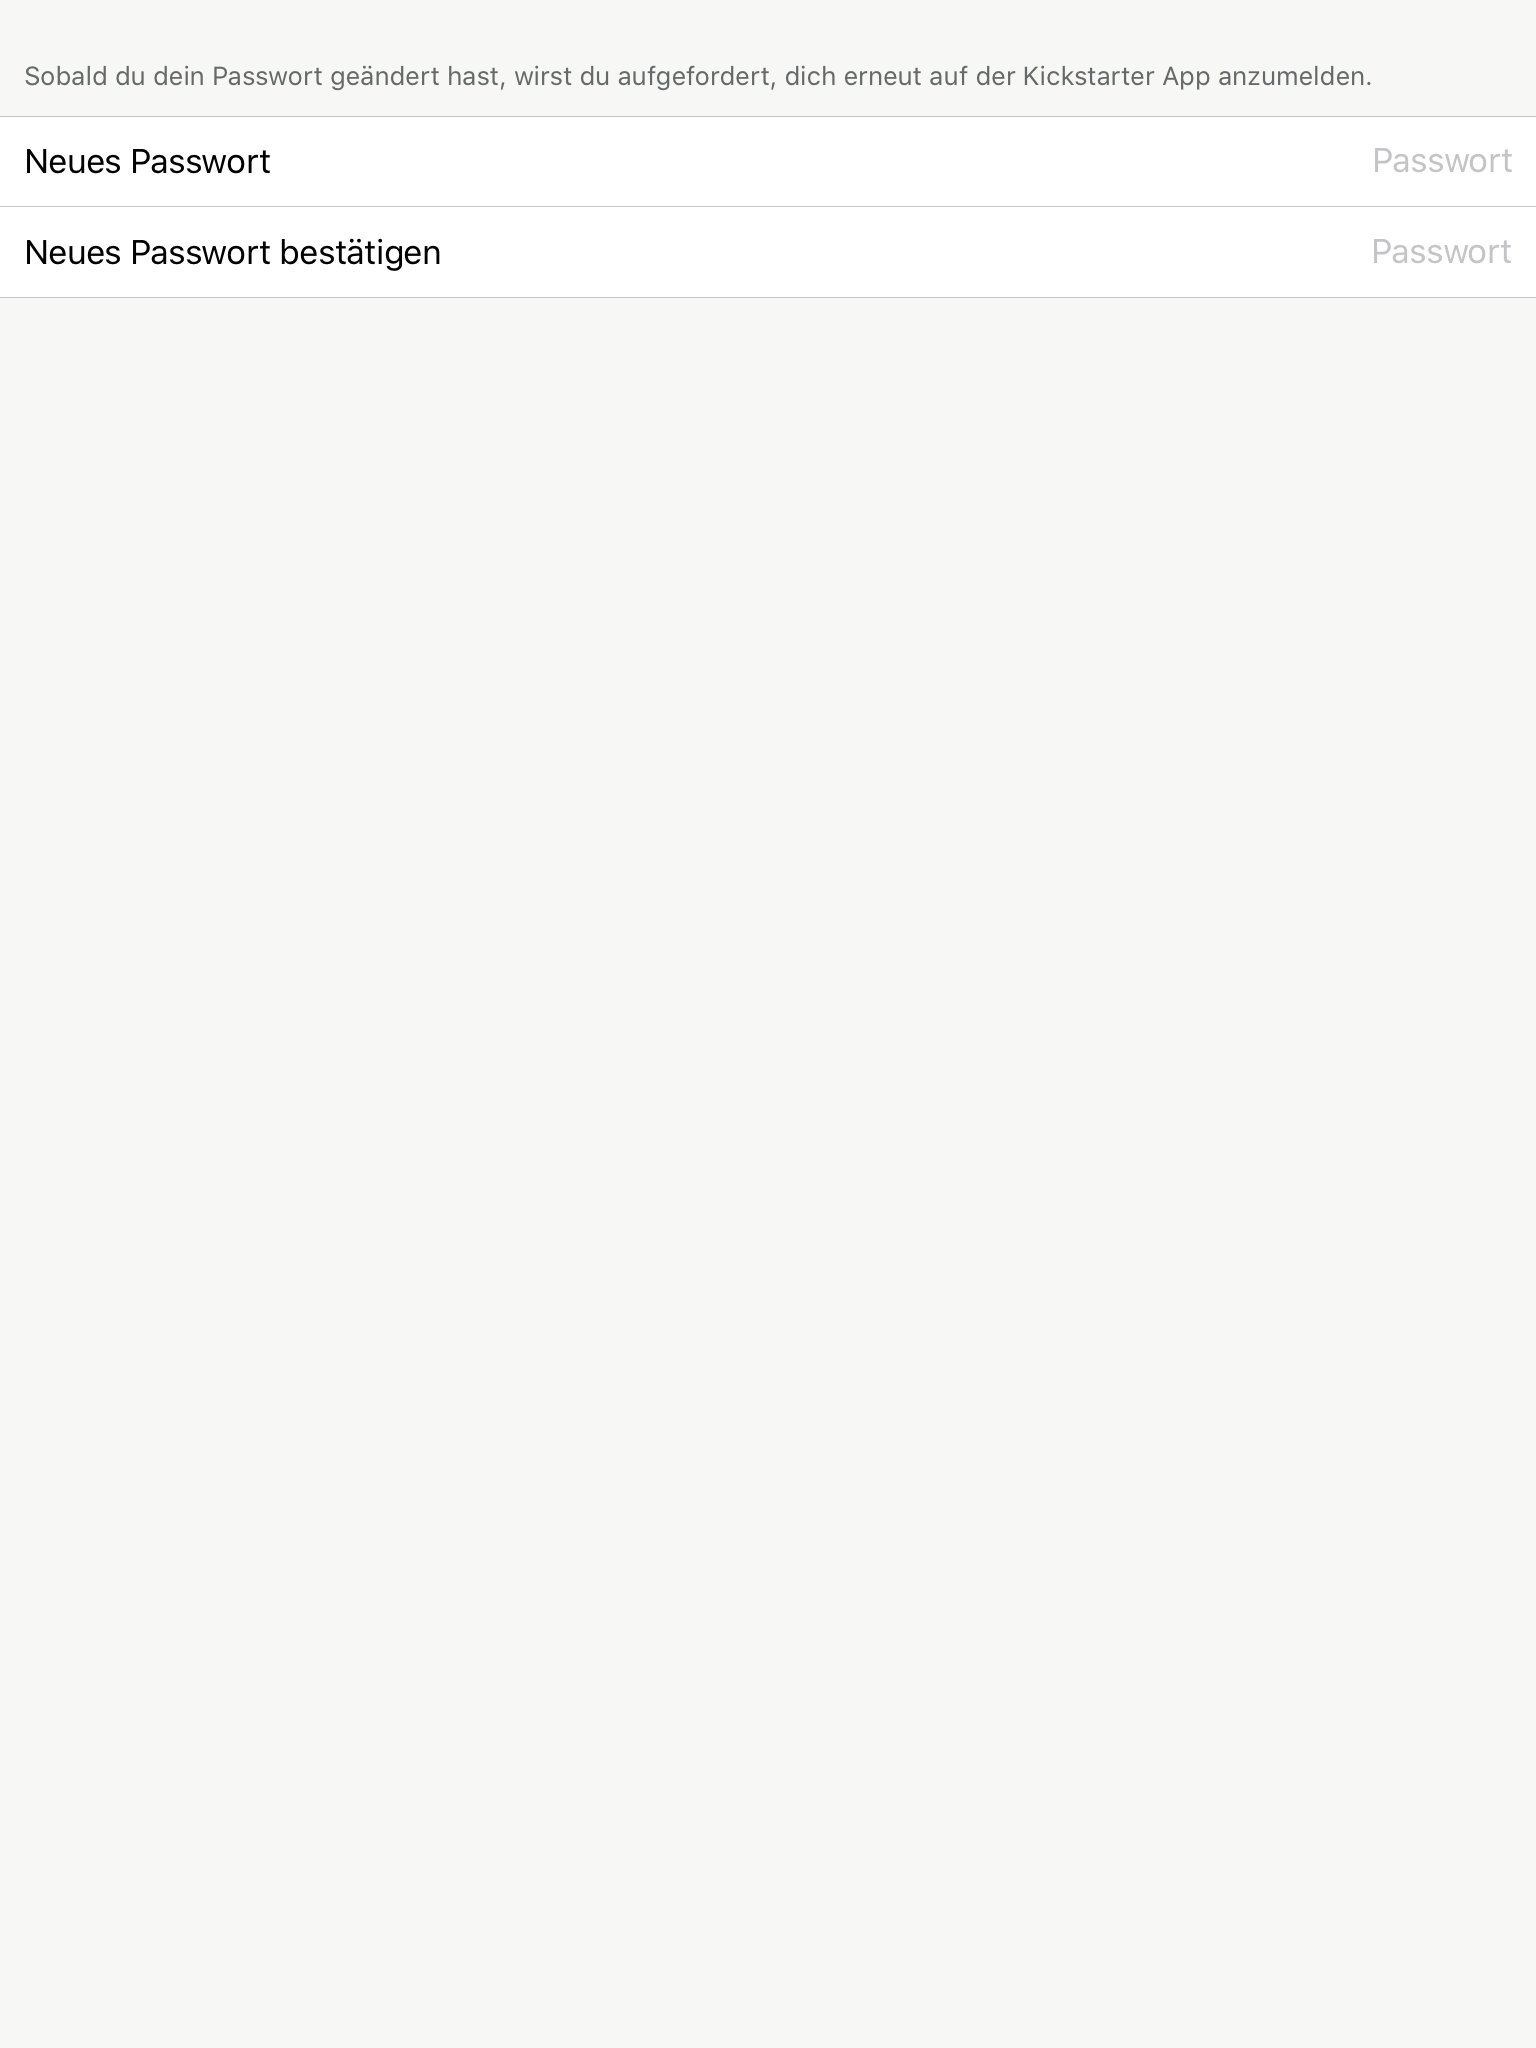 Sobald du dein Passwort geändert hast, wirst du aufgefordert, dich erneut auf der Kickstarter App anzumelden.
Neues Passwort Passwort
Neues Passwort bestätigen Passwort